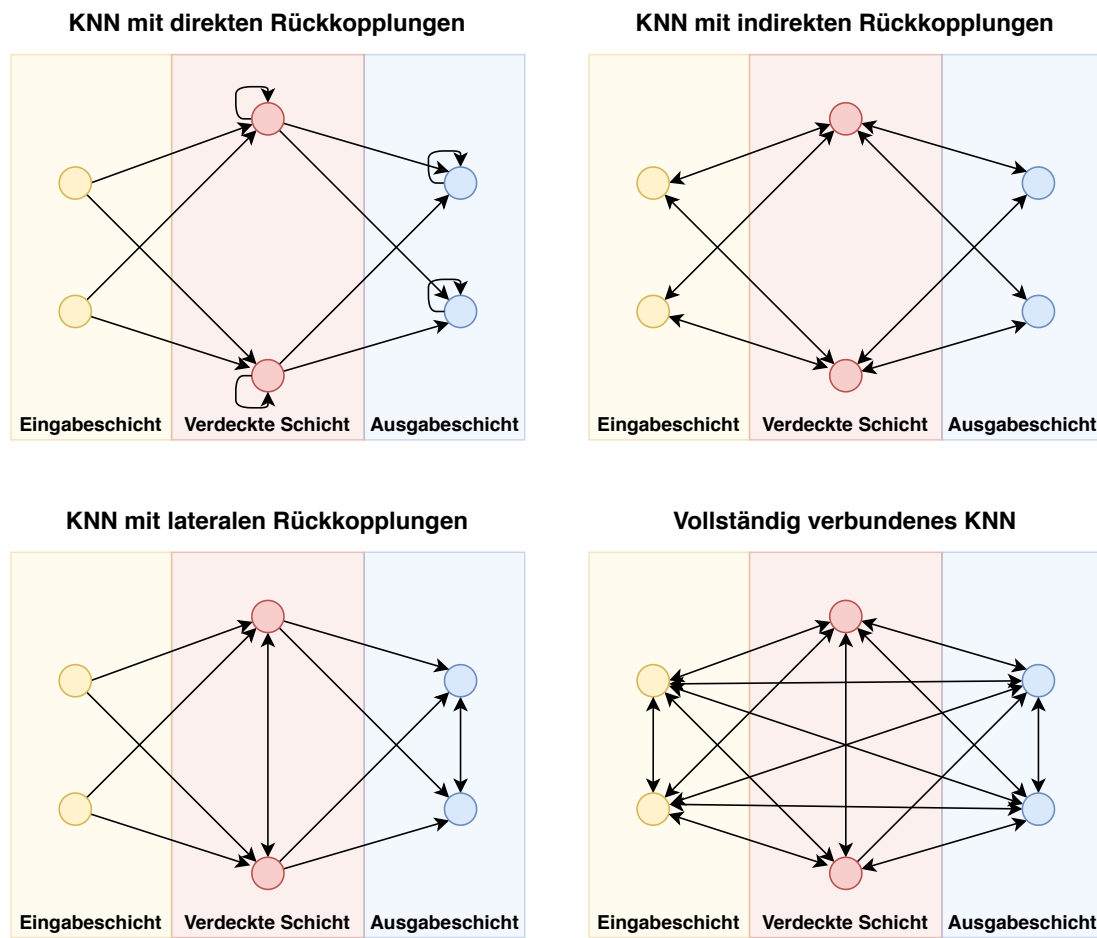 KNN mit direkten Rückkopplungen
Eingabeschicht
Verdeckte Schicht
Ausgabeschicht
KNN mit indirekten Rückkopplungen
Eingabeschicht
Verdeckte Schicht
Ausgabeschicht
KNN mit lateralen Rückkopplungen
Eingabeschicht
Verdeckte Schicht
Ausgabeschicht
Vollständig verbundenes KNN
Eingabeschicht
Verdeckte Schicht
Ausgabeschicht